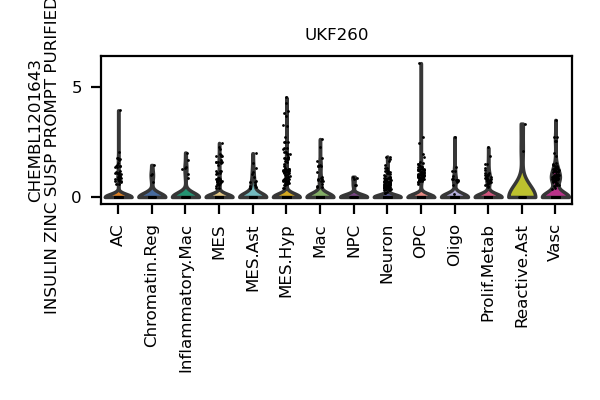 UKF260
CHEMBL1201643
INSULIN ZINC SUSP PROMPT PURIFIED
5
0
AC
Chromatin.Reg
Inflammatory.Mac
MES
MES.Ast
MES.Hyp
Mac
NPC
Neuron
OPC
Oligo
Prolif.Metab
Reactive.Ast
Vasc